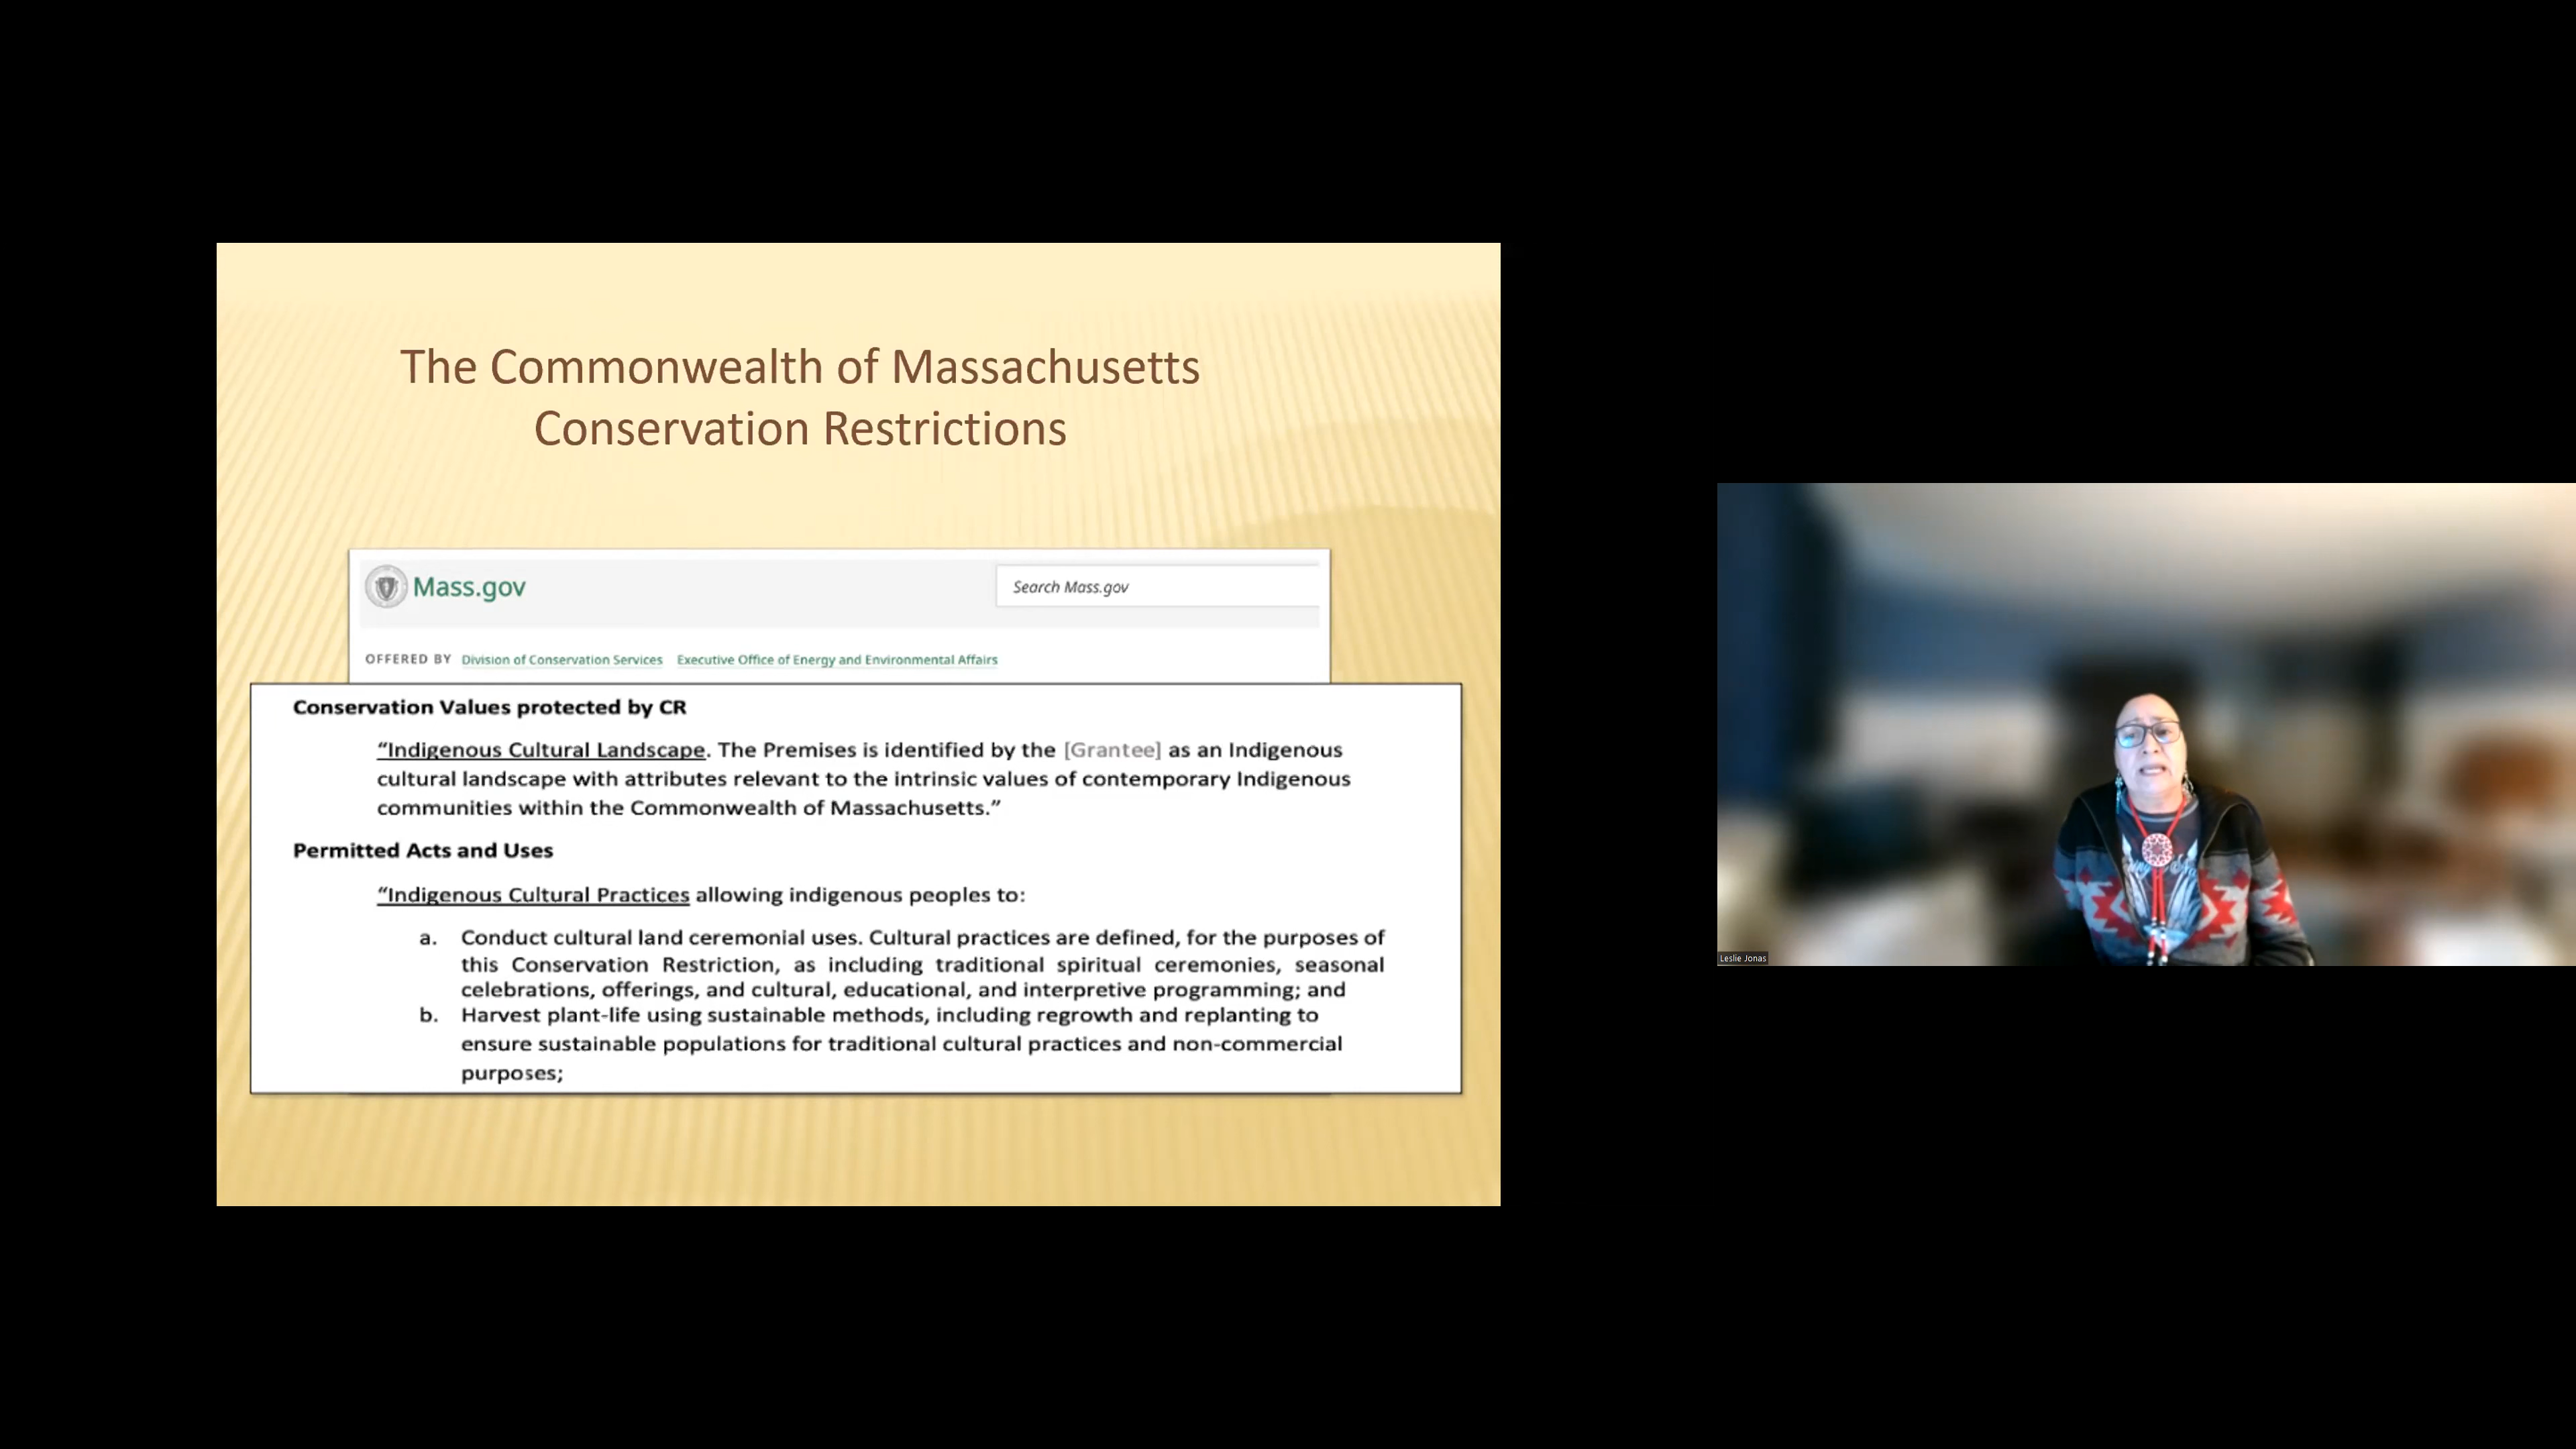 The Commonwealth of Massachusetts
Conservation Restrictions
Mass.gov
Search Mass.gov
OFFERED BY Division of Conservation Services Executive Office of Energy and Environmental Affairs
Conservation Values protected by CR
“Indigenous Cultural Landscape. The Premises is identified by the [Grantee] as an Indigenous
cultural landscape with attributes relevant to the intrinsic values of contemporary Indigenous
communities within the Commonwealth of Massachusetts.”
Permitted Acts and Uses
“Indigenous Cultural Practices allowing indigenous peoples to:
a. Conduct cultural land ceremonial uses. Cultural practices are defined, for the purposes of
this Conservation Restriction, as including traditional spiritual ceremonies, seasonal
celebrations, offerings, and cultural, educational, and interpretive programming; and
b. Harvest plant-life using sustainable methods, including regrowth and replanting to
ensure sustainable populations for traditional cultural practices and non-commercial
purposes;
Leslie Jonas